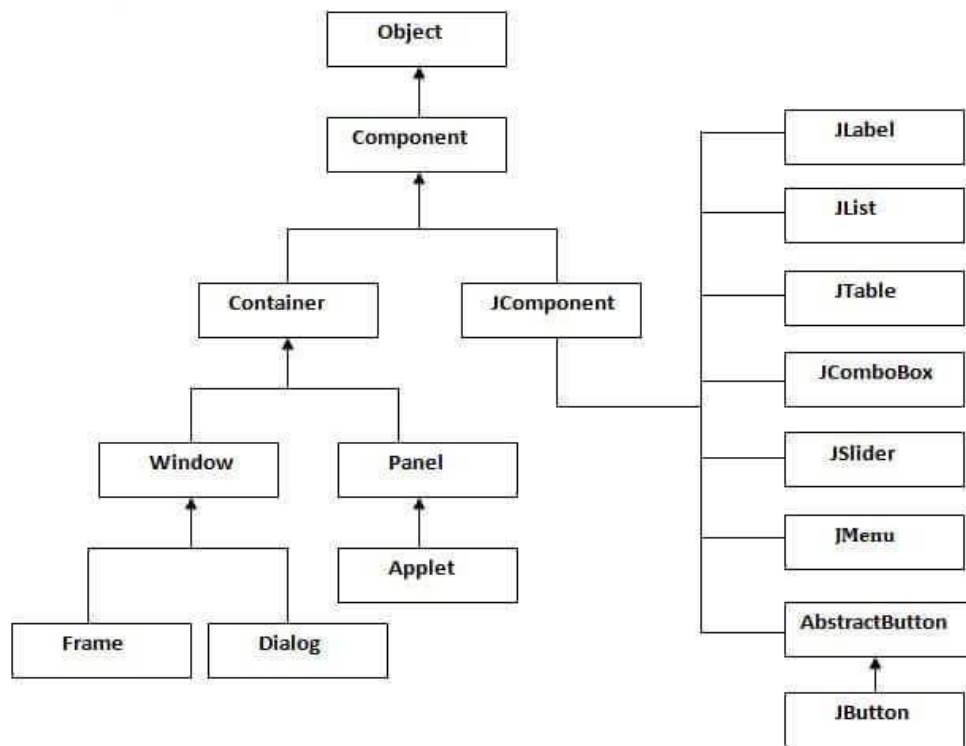 Object
Component
JLabel
JList
Container
JComponent
JTable
JComboBox
Window
Panel
JSlider
JMenu
Applet
AbstractButton
Frame
Dialog
JButton